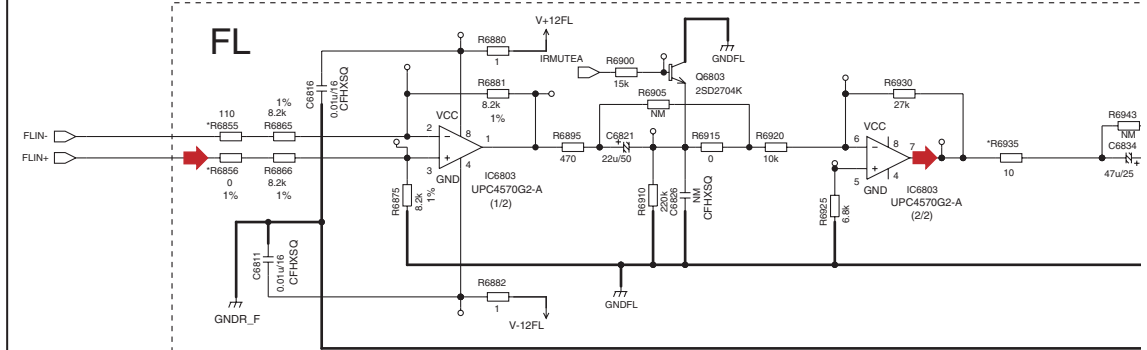 FL
V+12FL
R6880
1
GNDFL
IRMUTEA
R6900
15k
Q6803
2SD2704K
C6816
0.01u/16
CFHXSQ
R6881
8.2k
1%
R6905
NM
R6930
27k
FLIN-
110
*R6855
1%
8.2k
R6865
VCC
2
8
1
R6895
470
C6821
+
22u/50
R6915
0
R6920
10k
VCC
6
8
7
R6943
NM
C6834
+
47u/25
*R6935
10
FLIN+
*R6856
0
1%
R6866
8.2k
1%
3
4
GND
IC6803
UPC4570G2-A
(1/2)
R6875
8.2k
1%
R6910
220k
C6826
NM
CFHXSQ
5
4
GND
IC6803
UPC4570G2-A
(2/2)
R6925
6.8k
C6811
0.01u/16
CFHXSQ
GNDR_F
R6882
1
V-12FL
GNDFL